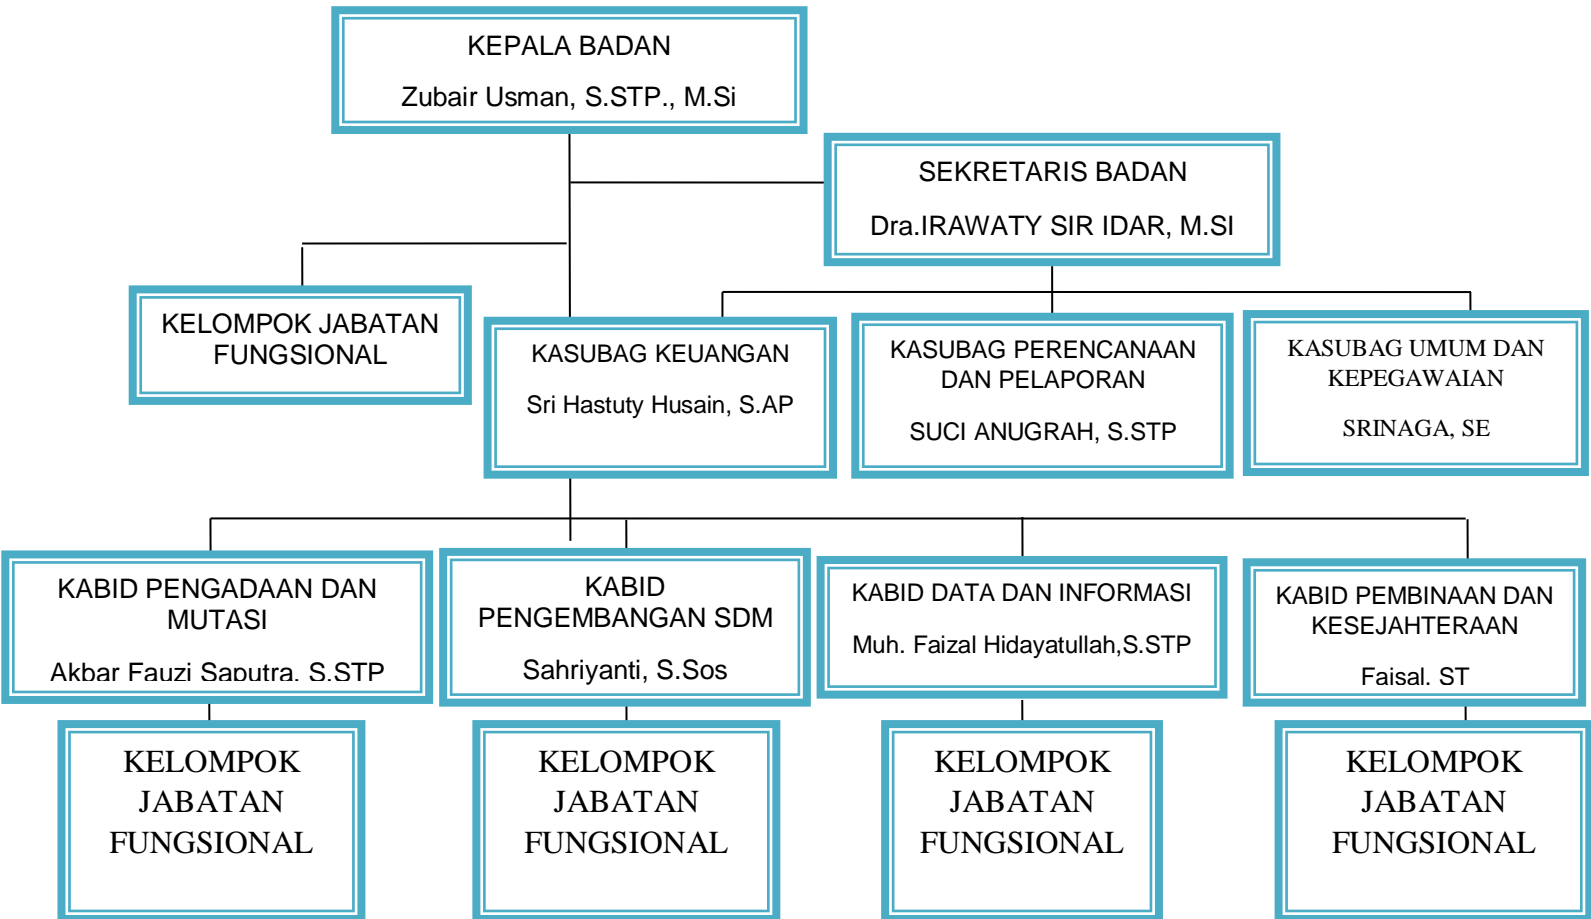 KEPALA BADAN
Zubair Usman, S.STP., M.Si
SEKRETARIS BADAN
Dra.IRAWATY SIR IDAR, M.SI
KELOMPOK JABATAN
FUNGSIONAL
KASUBAG KEUANGAN
Sri Hastuty Husain, S.AP
KASUBAG PERENCANAAN
DAN PELAPORAN
SUCI ANUGRAH, S.STP
KASUBAG UMUM DAN
KEPEGAWAIAN
SRINAGA, SE
KABID PENGADAAN DAN
MUTASI
Akbar Fauzi Saputra. S.STP
KABID
PENGEMBANGAN SDM
Sahriyanti, S.Sos
KABID DATA DAN INFORMASI
Muh. Faizal Hidayatullah,S.STP
KABID PEMBINAAN DAN
KESEJAHTERAAN
Faisal. ST
KELOMPOK
JABATAN
FUNGSIONAL
KELOMPOK
JABATAN
FUNGSIONAL
KELOMPOK
JABATAN
FUNGSIONAL
KELOMPOK
JABATAN
FUNGSIONAL